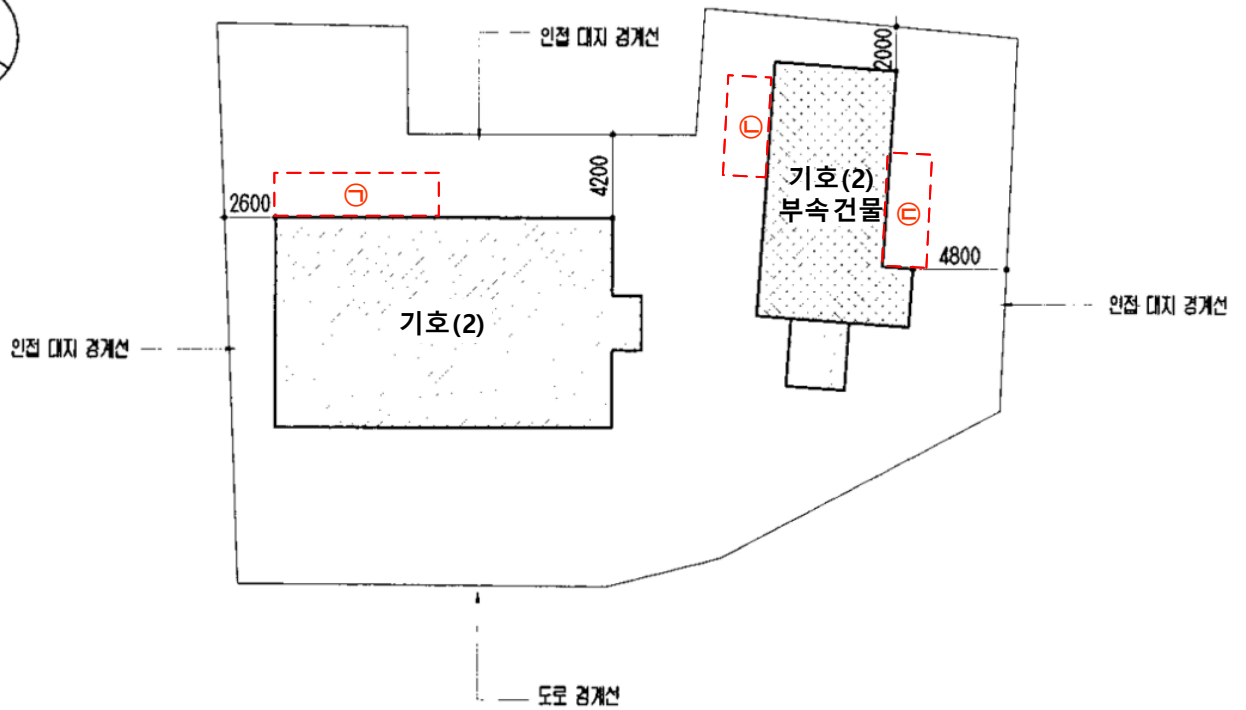 인접 대지 경계선
2000
4200
㉡
기호(2)
부속건물
2600
㉠
㉢
4800
기호(2)
인접 대지 경계선
인접 대지 경계선
도로 경계선